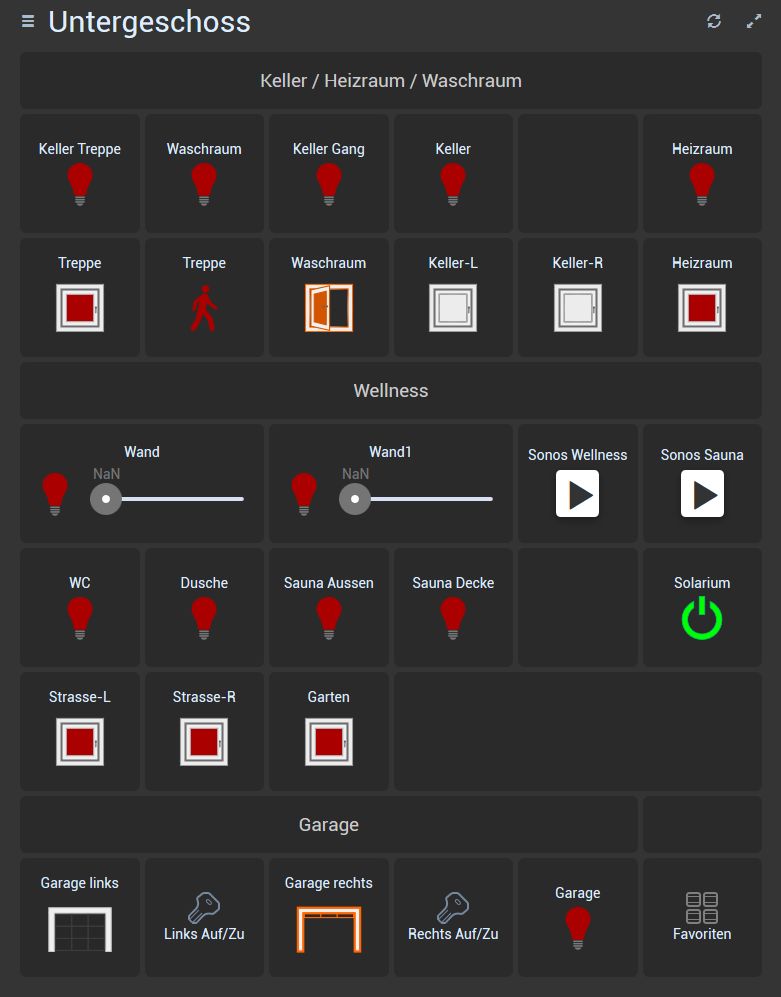 Untergeschoss
Keller / Heizraum / Waschraum
Keller Treppe
Waschraum
Keller Gang
Keller
Heizraum
Treppe
Treppe
Waschraum
Keller-L
Keller-R
Heizraum
Wellness
Wand
NaN
Wand1
NaN
Sonos Wellness
Sonos Sauna
WC
Dusche
Sauna Aussen
Sauna Decke
Solarium
Strasse-L
Strasse-R
Garten
Garage
Garage links
Links Auf/Zu
Garage rechts
Rechts Auf/Zu
Garage
Favoriten